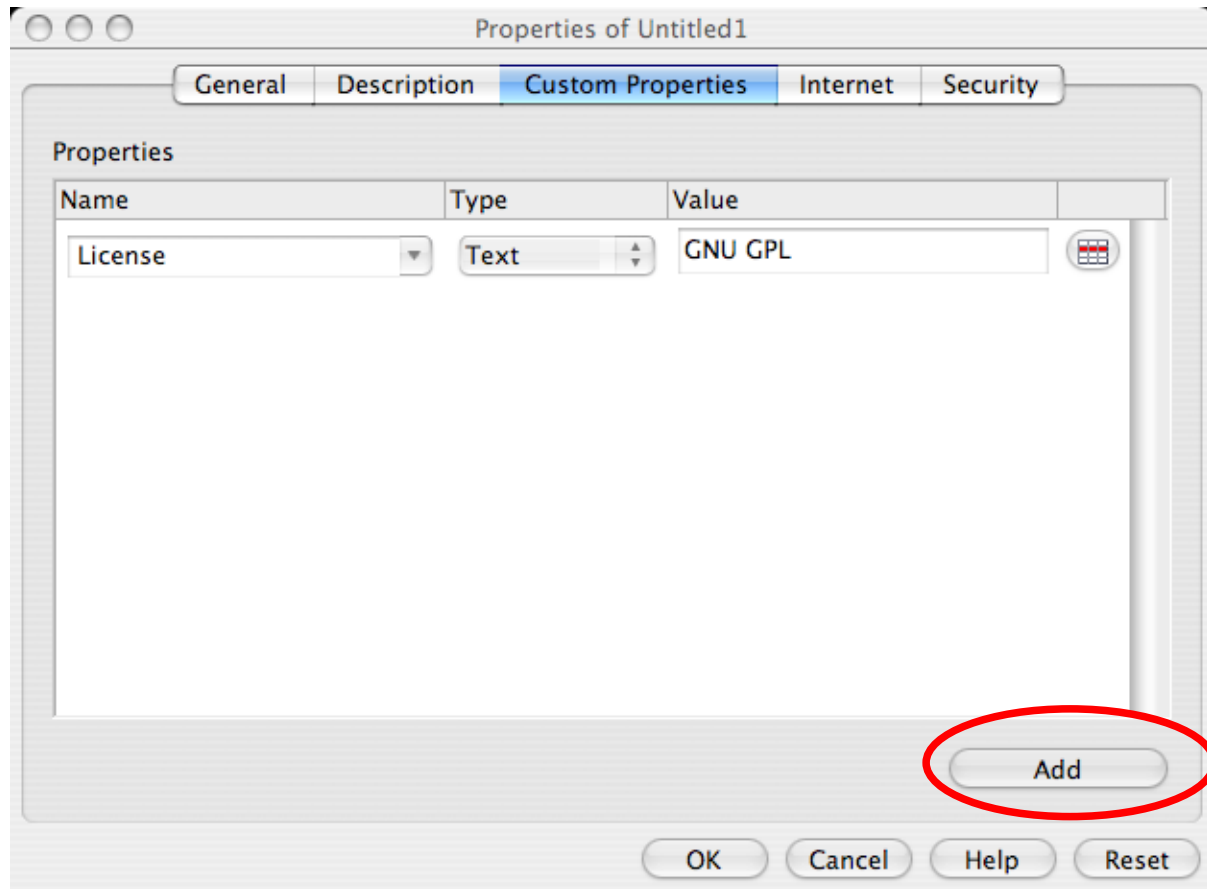 Properties of Untitled1
General Description Custom Properties Internet Security
Properties
Name Type Value
License Text GNU GPL
Add
OK Cancel Help Reset